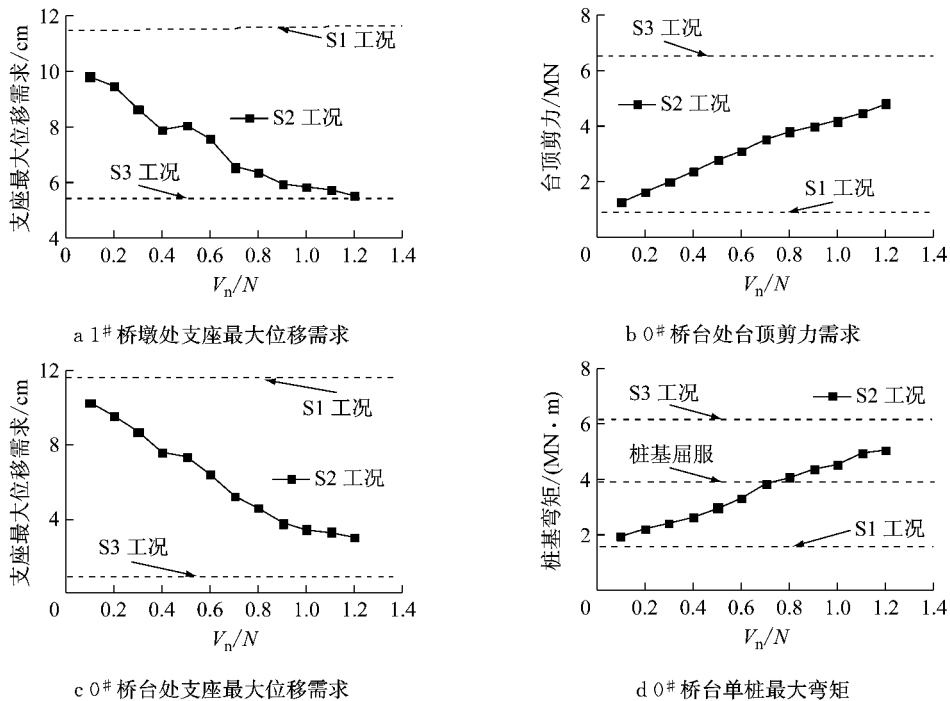 支座最大位移需求/cm
12
10
8
6
4
S1 工况
S2 工况
S3 工况
0 0.2 0.4 0.6 0.8 1.0 1.2 1.4
Vn/N
a 1# 桥墩处支座最大位移需求
台顶剪力/MN
8
6
4
2
S3 工况
S2 工况
S1 工况
0 0.2 0.4 0.6 0.8 1.0 1.2 1.4
Vn/N
b 0# 桥台处台顶剪力需求
支座最大位移需求/cm
12
8
4
S1 工况
S2 工况
S3 工况
0 0.2 0.4 0.6 0.8 1.0 1.2 1.4
Vn/N
c 0# 桥台处支座最大位移需求
桩基弯矩/(MN·m)
8
6
4
2
0
S3 工况
S2 工况
桩基屈服
S1 工况
0.2 0.4 0.6 0.8 1.0 1.2 1.4
Vn/N
d 0# 桥台单桩最大弯矩